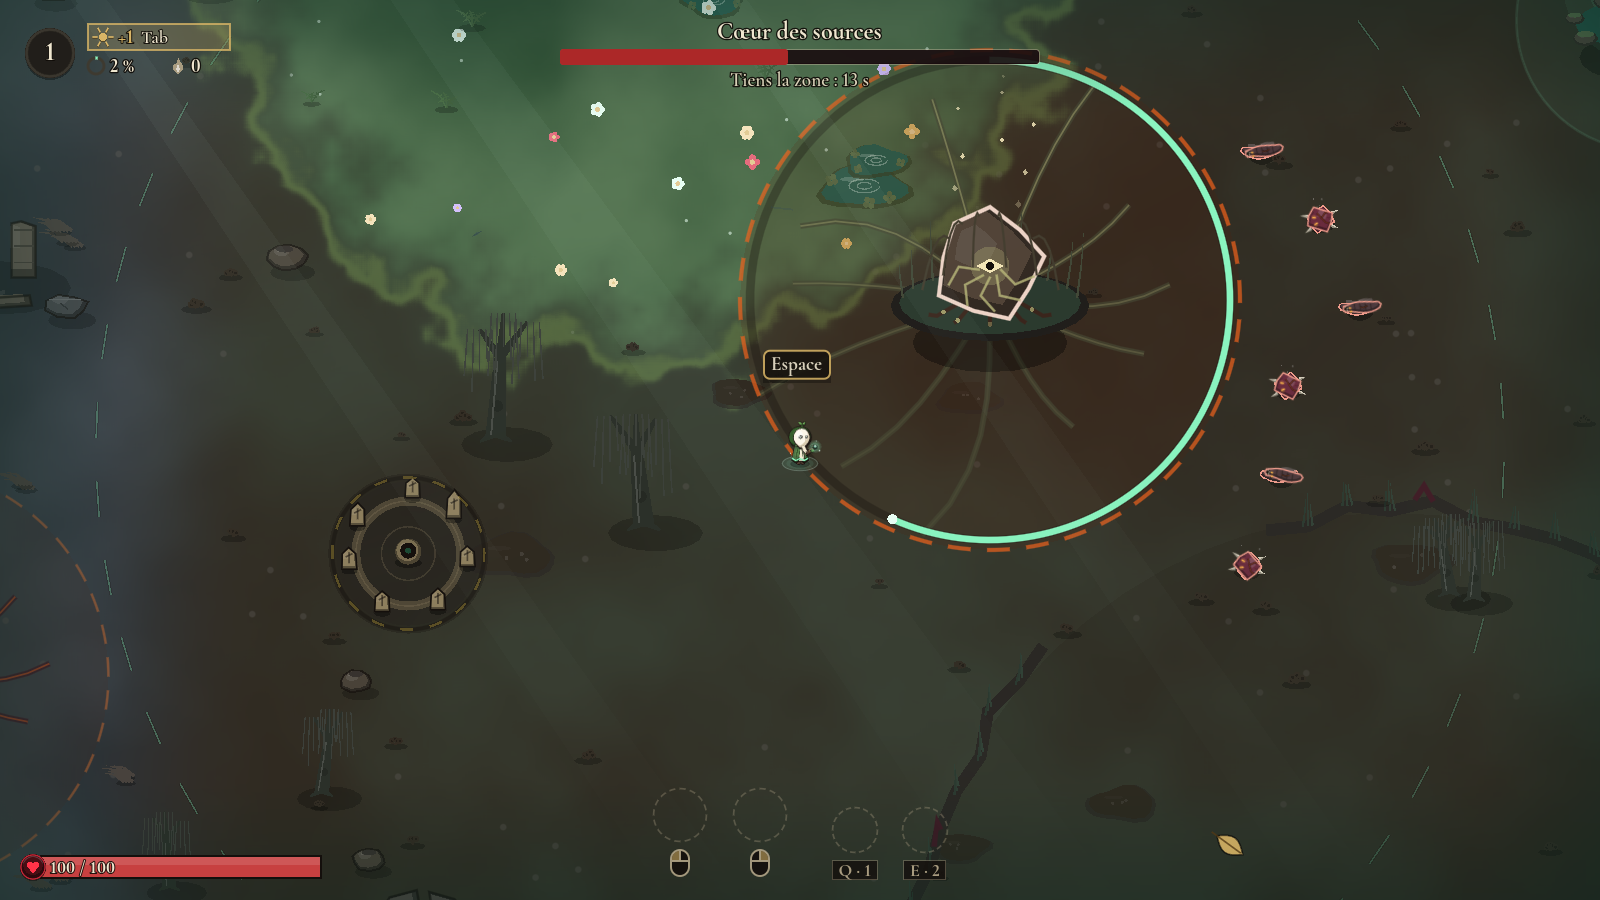 Cœur des sources
1
+1 Tab
2 %
0
Tiens la zone : 13 s
Espace
100 / 100
Q · 1
E · 2